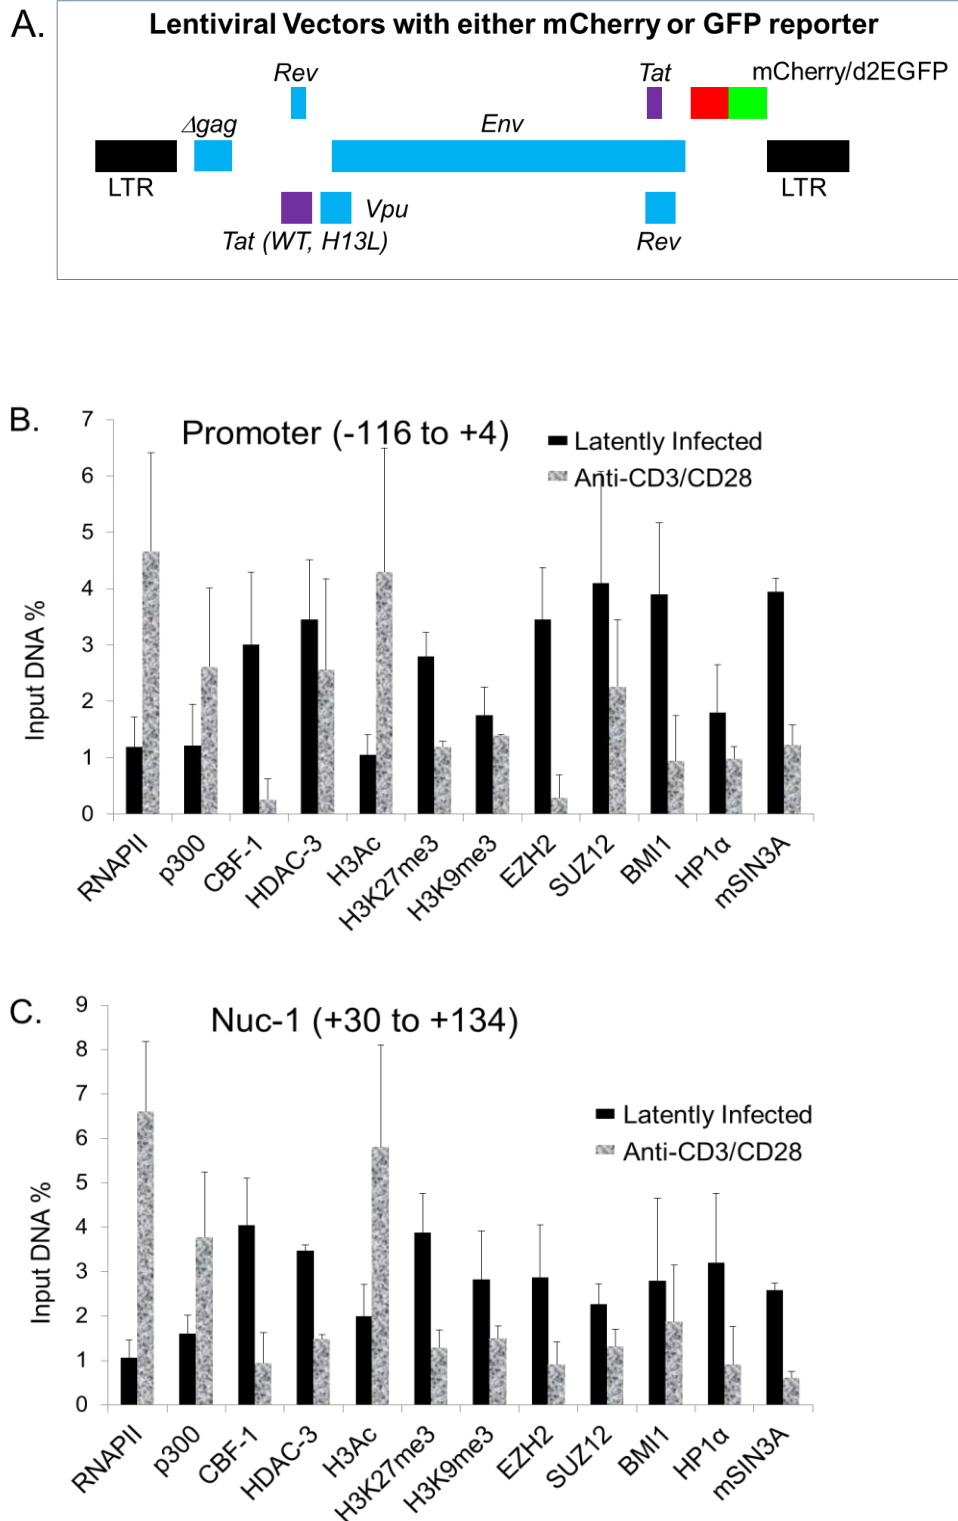 A.
Lentiviral Vectors with either mCherry or GFP reporter
Rev
Tat
mCherry/d2EGFP
Δgag
Env
LTR
LTR
Vpu
Tat (WT, H13L)
Rev
B.
Promoter (-116 to +4)
Latently Infected
Anti-CD3/CD28
Input DNA %
7
6
5
4
3
2
1
0
RNAPII
p300
CBF-1
HDAC-3
H3Ac
H3K27me3
H3K9me3
EZH2
SUZ12
BMI1
HP1α
mSIN3A
C.
Nuc-1 (+30 to +134)
Latently Infected
Anti-CD3/CD28
Input DNA %
9
8
7
6
5
4
3
2
1
0
RNAPII
p300
CBF-1
HDAC-3
H3Ac
H3K27me3
H3K9me3
EZH2
SUZ12
BMI1
HP1α
mSIN3A